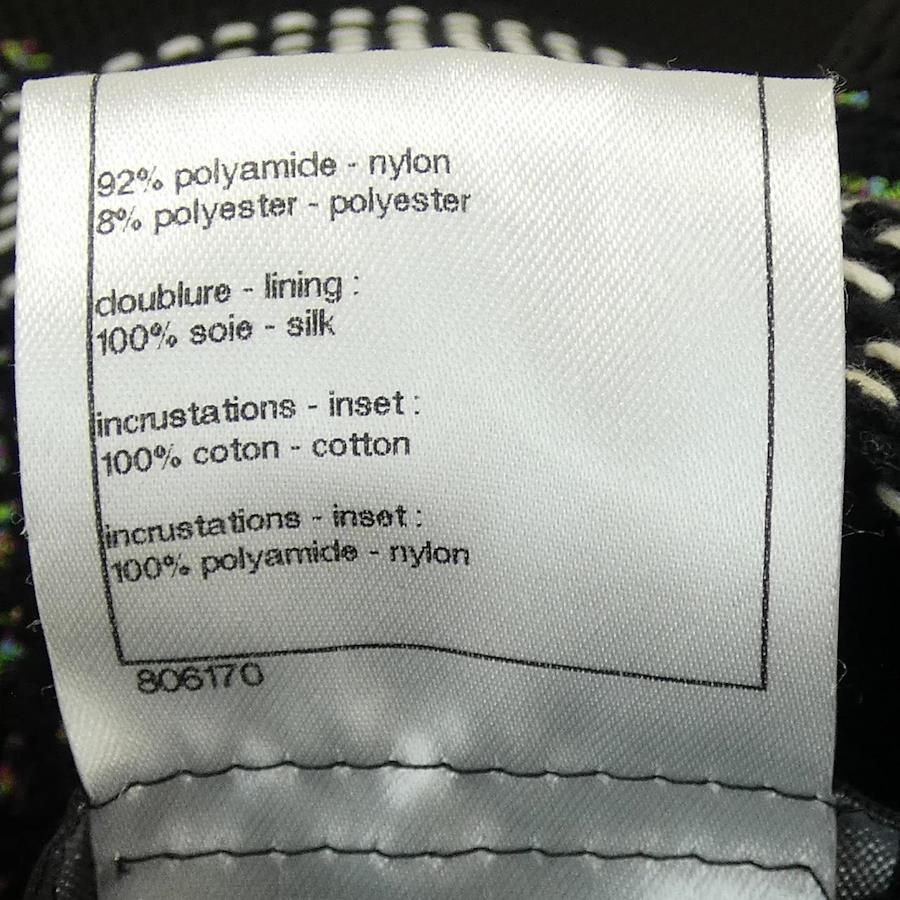 92% polyamide - nylon
8% polyester - polyester
doublure - lining :
100% soie - silk
incrustations - inset :
100% coton - cotton
incrustations - inset :
100% polyamide - nylon
806170